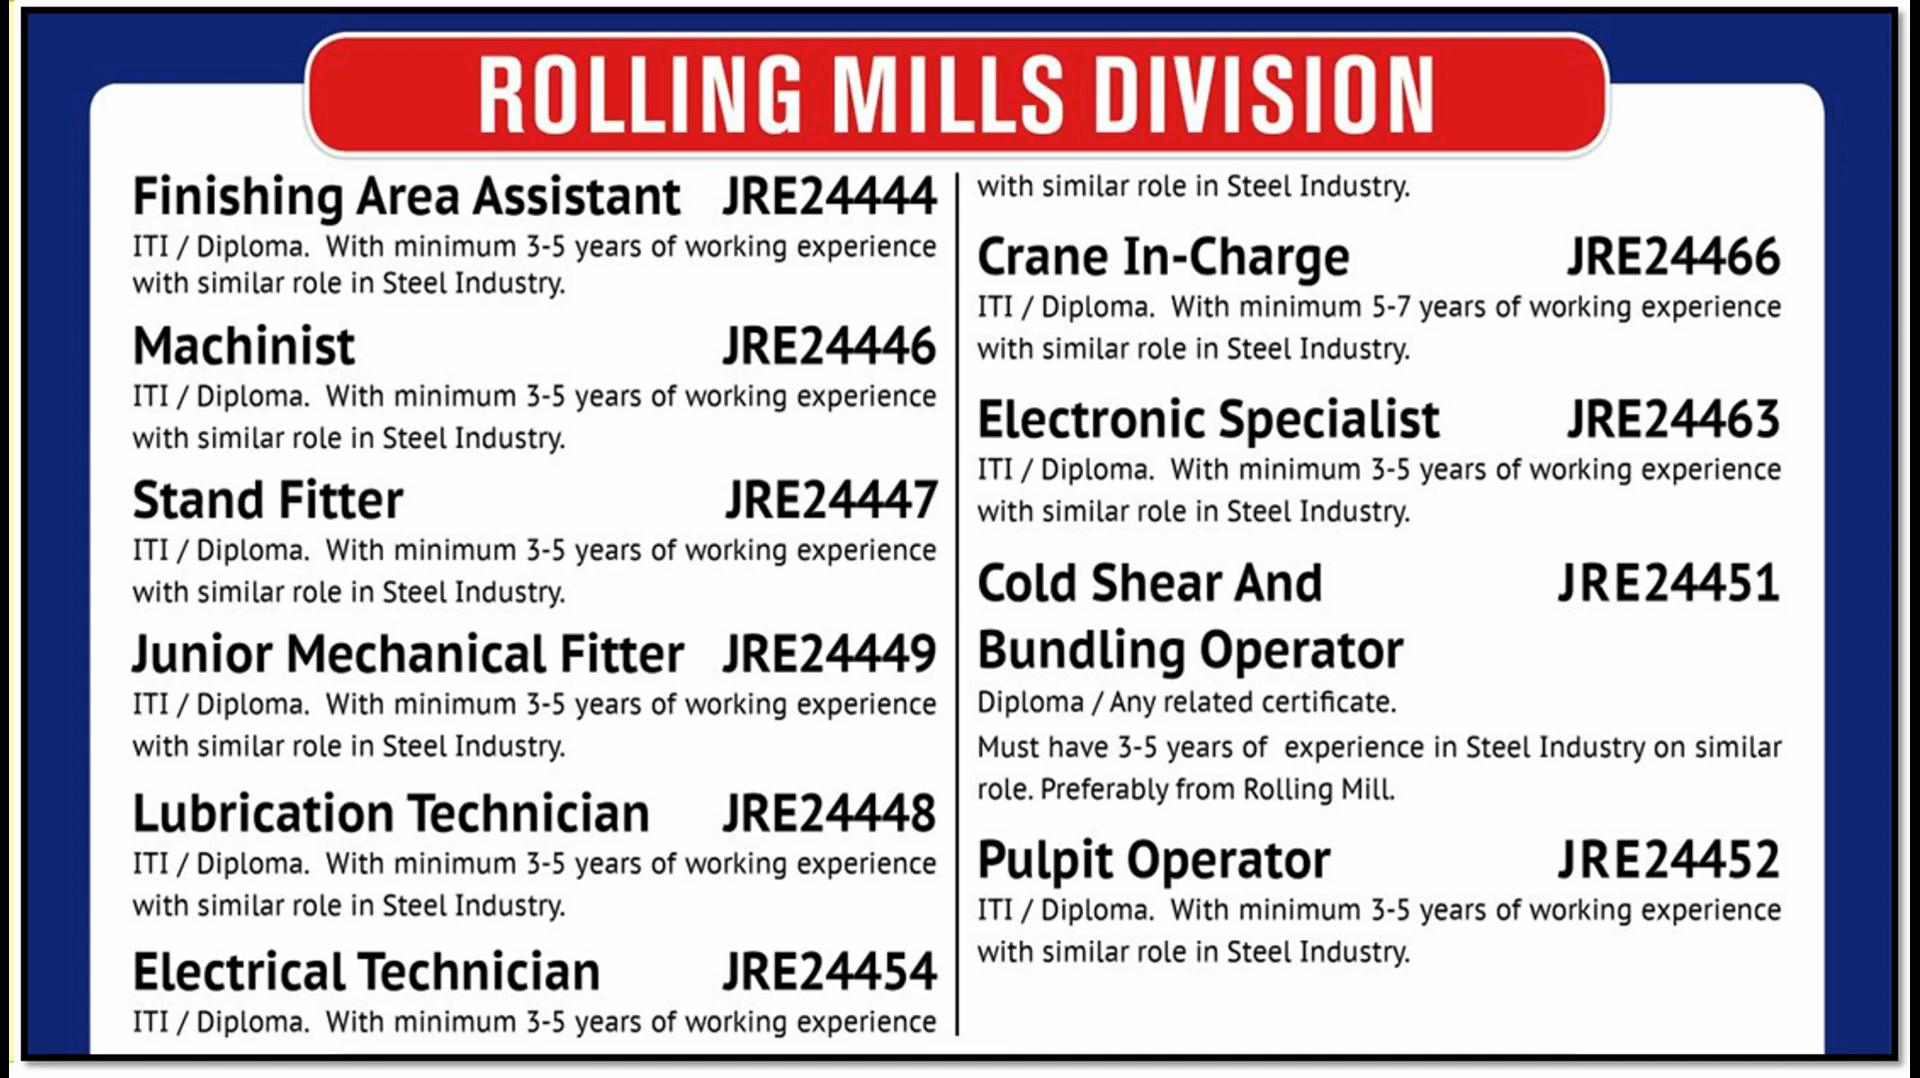 ROLLING MILLS DIVISION
Finishing Area Assistant JRE24444
ITI / Diploma. With minimum 3-5 years of working experience
with similar role in Steel Industry.
Machinist JRE24446
ITI / Diploma. With minimum 3-5 years of working experience
with similar role in Steel Industry.
Stand Fitter JRE24447
ITI / Diploma. With minimum 3-5 years of working experience
with similar role in Steel Industry.
Junior Mechanical Fitter JRE24449
ITI / Diploma. With minimum 3-5 years of working experience
with similar role in Steel Industry.
Lubrication Technician JRE24448
ITI / Diploma. With minimum 3-5 years of working experience
with similar role in Steel Industry.
Electrical Technician JRE24454
ITI / Diploma. With minimum 3-5 years of working experience
with similar role in Steel Industry.
Crane In-Charge JRE24466
ITI / Diploma. With minimum 5-7 years of working experience
with similar role in Steel Industry.
Electronic Specialist JRE24463
ITI / Diploma. With minimum 3-5 years of working experience
with similar role in Steel Industry.
Cold Shear And JRE24451
Bundling Operator
Diploma / Any related certificate.
Must have 3-5 years of experience in Steel Industry on similar
role. Preferably from Rolling Mill.
Pulpit Operator JRE24452
ITI / Diploma. With minimum 3-5 years of working experience
with similar role in Steel Industry.